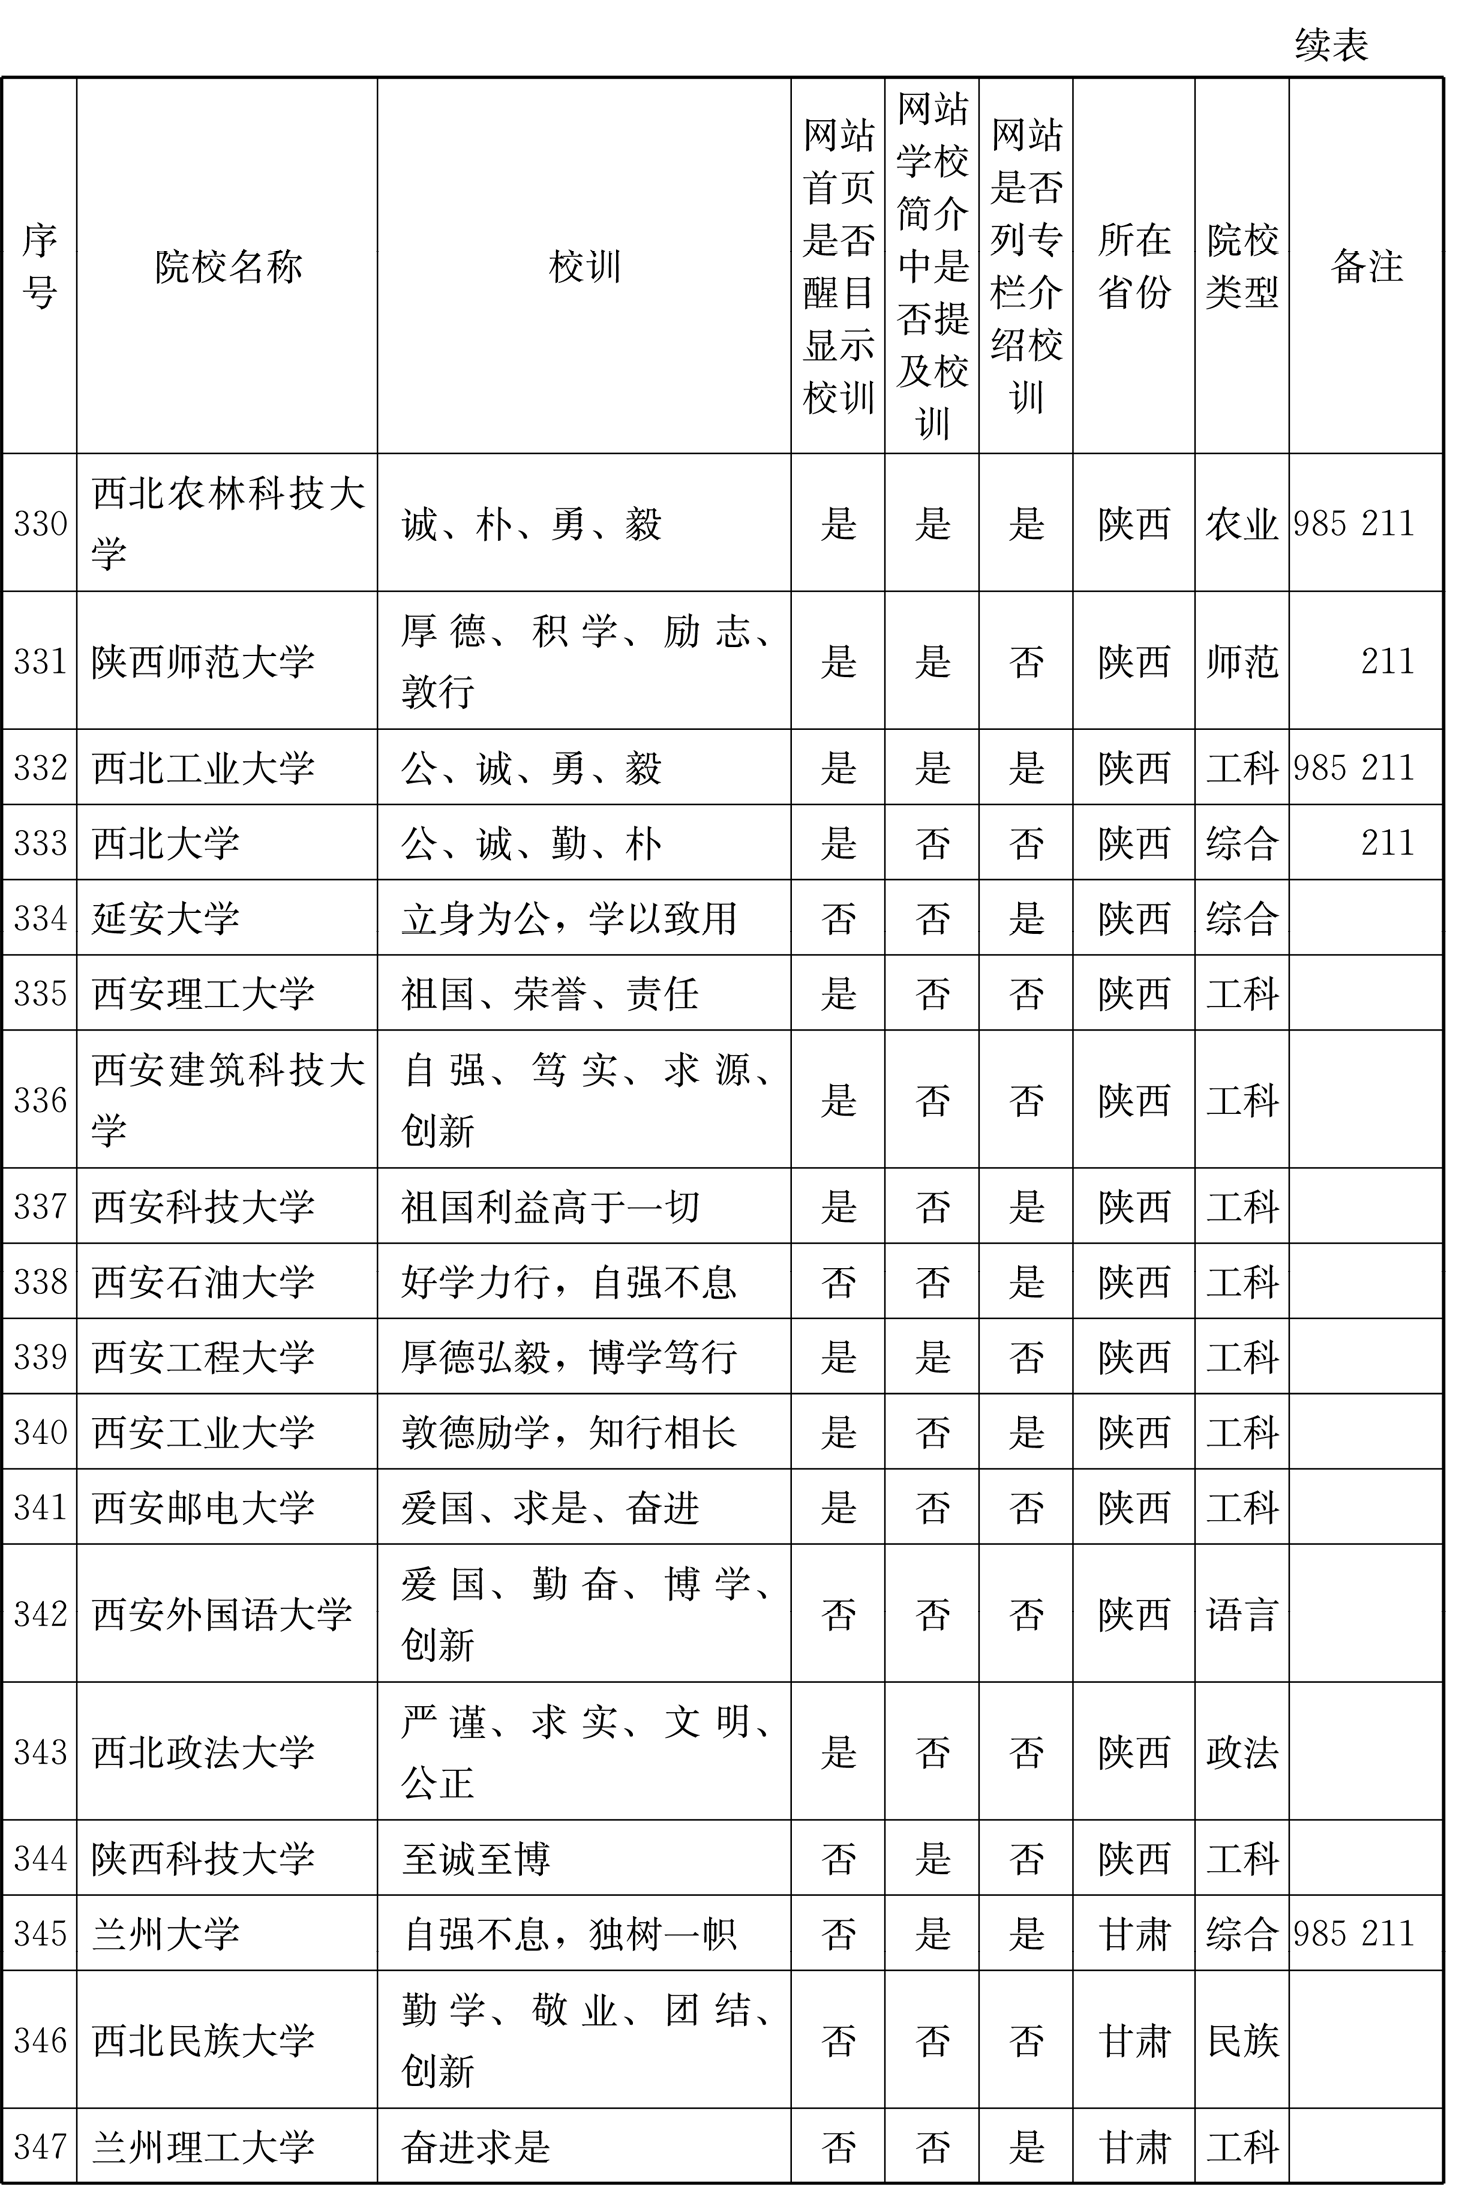 续表
序号 院校名称 校训 网站首页是否醒目显示校训 网站学校简介中是否提及校训 网站是否列专栏介绍校训 所在省份 院校类型 备注
330 西北农林科技大学 诚、朴、勇、毅 是 是 是 陕西 农业 985 211
331 陕西师范大学 厚德、积学、励志、敦行 是 是 否 陕西 师范 211
332 西北工业大学 公、诚、勇、毅 是 是 是 陕西 工科 985 211
333 西北大学 公、诚、勤、朴 是 否 否 陕西 综合 211
334 延安大学 立身为公，学以致用 否 否 是 陕西 综合
335 西安理工大学 祖国、荣誉、责任 是 否 否 陕西 工科
336 西安建筑科技大学 自强、笃实、求源、创新 是 否 否 陕西 工科
337 西安科技大学 祖国利益高于一切 是 否 是 陕西 工科
338 西安石油大学 好学力行，自强不息 否 否 是 陕西 工科
339 西安工程大学 厚德弘毅，博学笃行 是 是 否 陕西 工科
340 西安工业大学 敦德励学，知行相长 是 否 是 陕西 工科
341 西安邮电大学 爱国、求是、奋进 是 否 否 陕西 工科
342 西安外国语大学 爱国、勤奋、博学、创新 否 否 否 陕西 语言
343 西北政法大学 严谨、求实、文明、公正 是 否 否 陕西 政法
344 陕西科技大学 至诚至博 否 是 否 陕西 工科
345 兰州大学 自强不息，独树一帜 否 是 是 甘肃 综合 985 211
346 西北民族大学 勤学、敬业、团结、创新 否 否 否 甘肃 民族
347 兰州理工大学 奋进求是 否 否 是 甘肃 工科